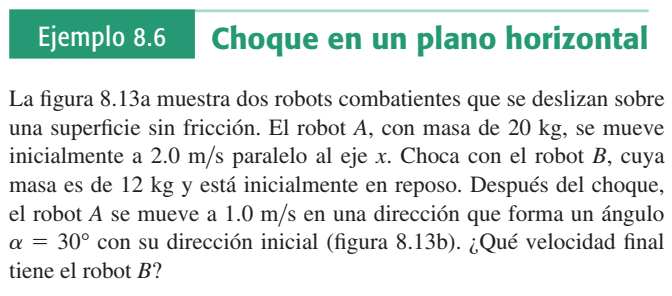 Ejemplo 8.6 Choque en un plano horizontal
La figura 8.13a muestra dos robots combatientes que se deslizan sobre
una superficie sin fricción. El robot A, con masa de 20 kg, se mueve
inicialmente a 2.0 m/s paralelo al eje x. Choca con el robot B, cuya
masa es de 12 kg y está inicialmente en reposo. Después del choque,
el robot A se mueve a 1.0 m/s en una dirección que forma un ángulo
α = 30° con su dirección inicial (figura 8.13b). ¿Qué velocidad final
tiene el robot B?